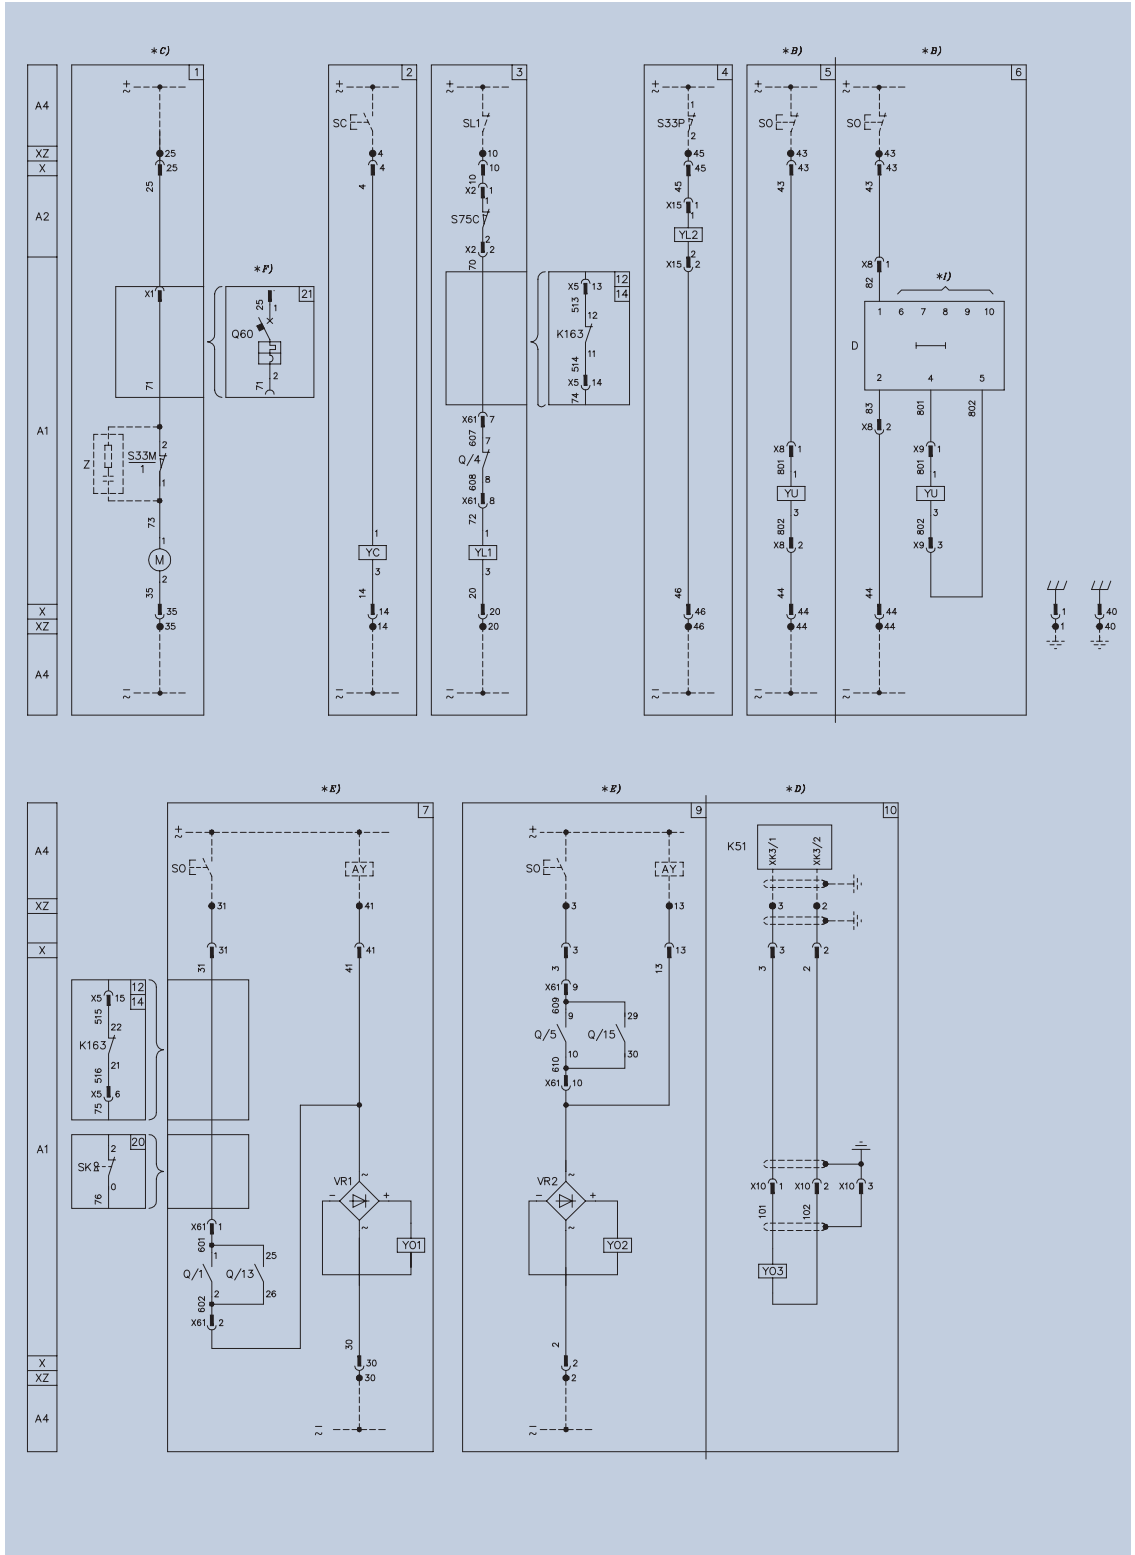 *C)
*B) *B)
1 2 3 4 5 6
A4
+ ~ + ~ + ~ + ~ + ~ + ~
SC SL1 S33P 1 2 SO SO
XZ 25 4 10 45 43 43
X 25 4 10 45 43 43
25 4 10 45 43 43
A2
X2 1
1
S75C
2
X2 2
70
X15 1
1
YL2
2
X15 2
X8 1
82
*F)
*I)
X1
25 1
21
Q60
71 2
71
12
14
X5 13
513
12
K163
11
514
X5 14
74
1 6 7 8 9 10
D
2 4 5
83 801 802
X8 2
A1
Z
2
S33M
1
1
73
1
M
2
35
X61 7
607
7
Q/4
8
608
X61 8
72
1 1
YC YL1
3 3
14 20 46
X8 1 X9 1
801 1 801 1
YU YU
3 3
802 802
X8 2 X9 3
44 44
X 35 14 20 46 44 44 1 40
XZ 35 14 20 46 44 44 1 40
A4
− ~ − ~ − ~ − ~ − ~ − ~
*E) *E) *D)
7 9 10
A4
+ ~ + ~
SO AY SO AY
K51 XK3/1 XK3/2
XZ 31 41 3 13 3 2
X 31 41 3 13 3 2
31 41 3 13 3 2
12
14
X5 15
515
22
K163
21
516
X5 6
75
X61 9
609
9 29
Q/5 Q/15
10 30
610
X61 10
A1
20
2
SK2
0
76
VR1 ~ − + ~
YO1
VR2 ~ − + ~
YO2
X10 1 X10 2 X10 3
101 102
YO3
X61 1
601
1 25
Q/1 Q/13
2 26
602
X61 2
30 2
X 30 2
XZ 30 2
A4
− ~ − ~